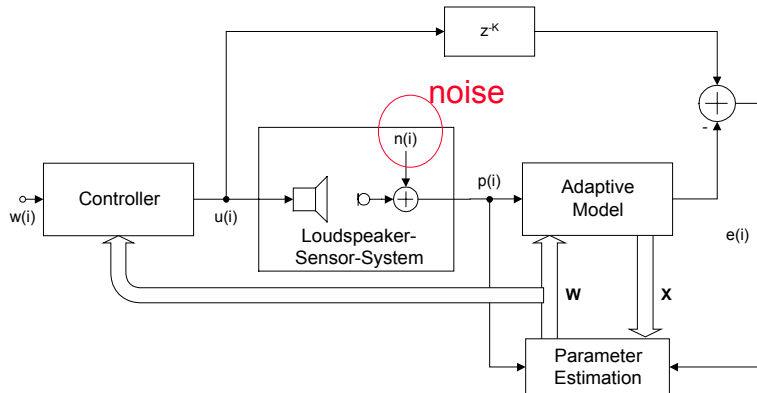 z-K
noise
n(i)
-
Controller
w(i)
u(i)
Loudspeaker-
Sensor-System
p(i)
Adaptive
Model
e(i)
W
X
Parameter
Estimation